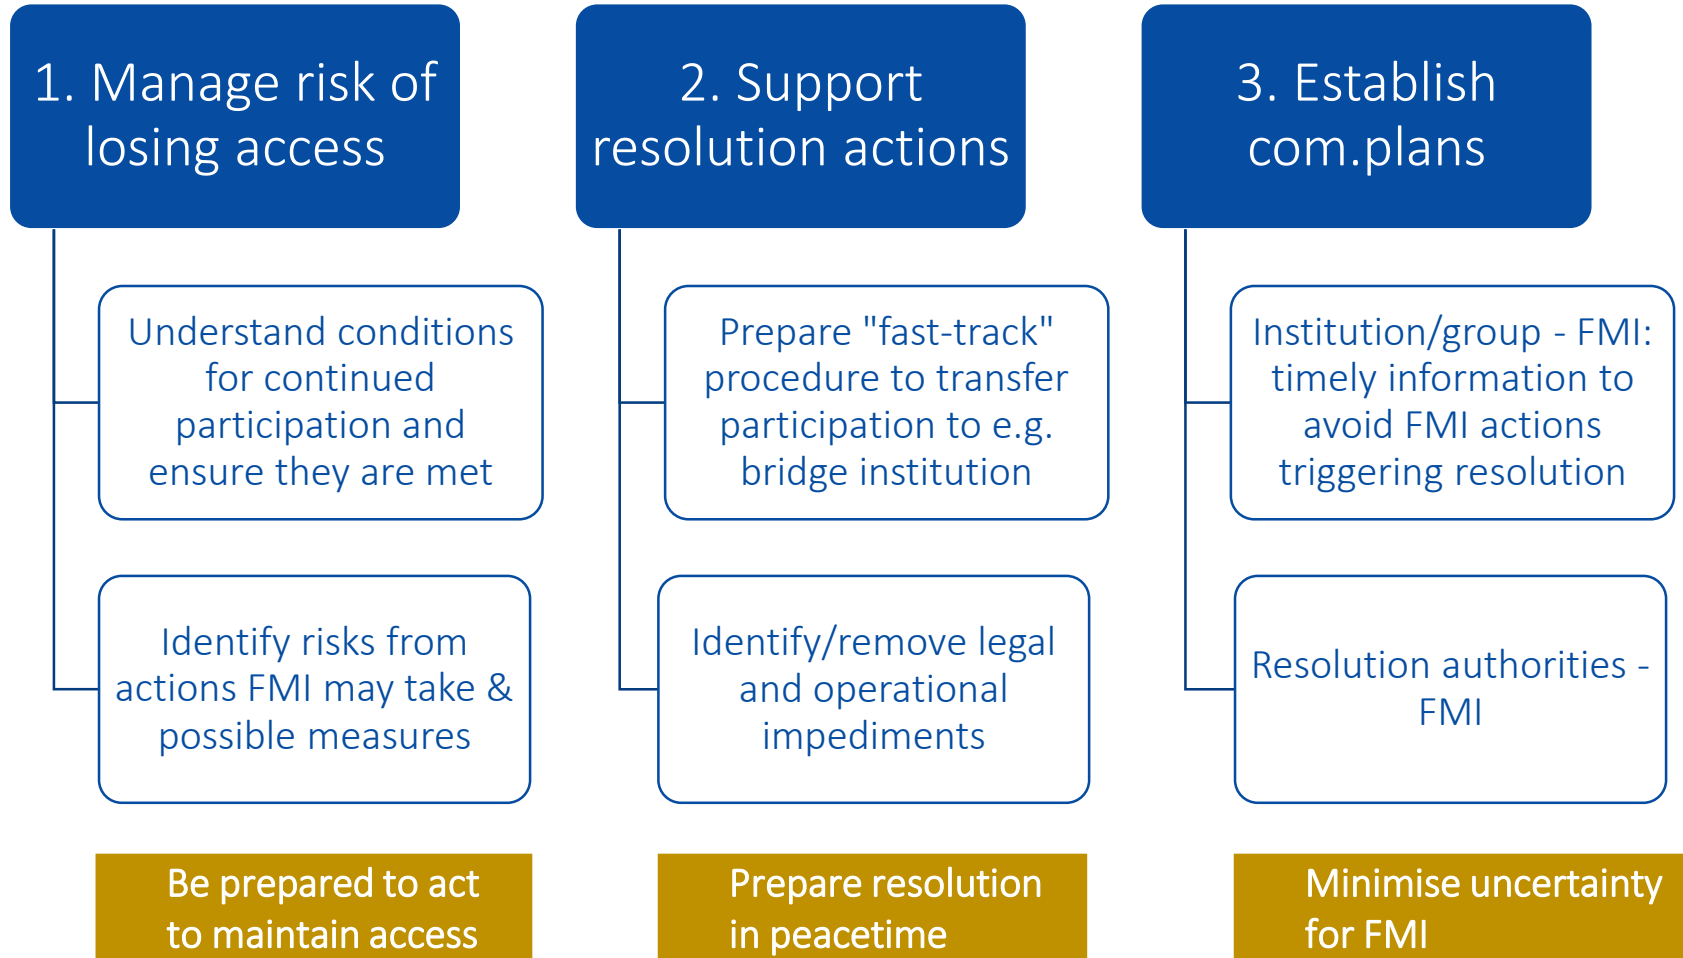 1. Manage risk of
losing access
Understand conditions
for continued
participation and
ensure they are met
Identify risks from
actions FMI may take &
possible measures
Be prepared to act
to maintain access
2. Support
resolution actions
Prepare "fast-track"
procedure to transfer
participation to e.g.
bridge institution
Identify/remove legal
and operational
impediments
Prepare resolution
in peacetime
3. Establish
com.plans
Institution/group - FMI:
timely information to
avoid FMI actions
triggering resolution
Resolution authorities -
FMI
Minimise uncertainty
for FMI